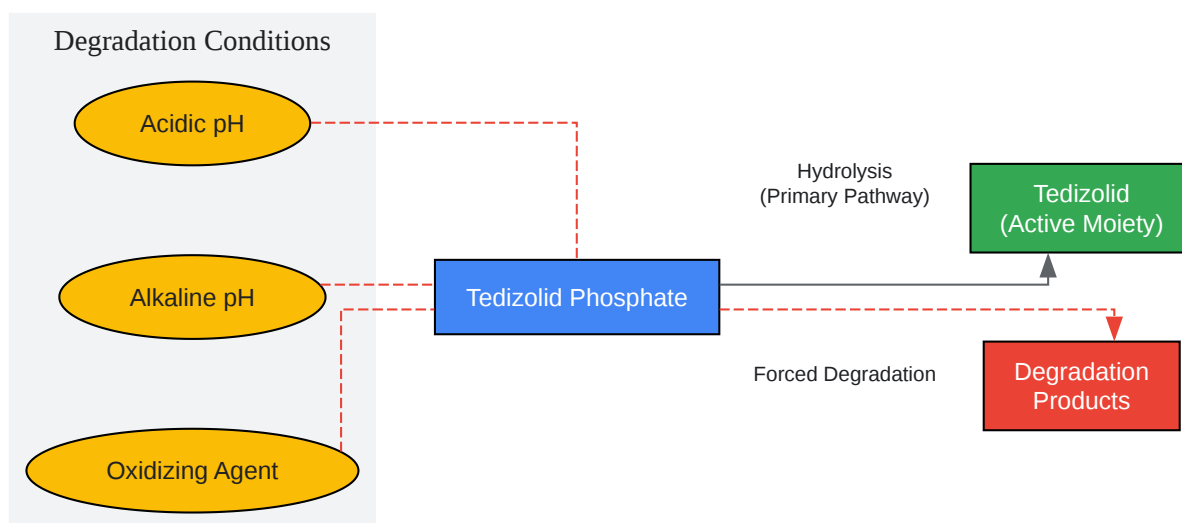 Degradation Conditions
Acidic pH
Alkaline pH
Oxidizing Agent
Tedizolid Phosphate
Hydrolysis
(Primary Pathway)
Forced Degradation
Tedizolid
(Active Moiety)
Degradation
Products